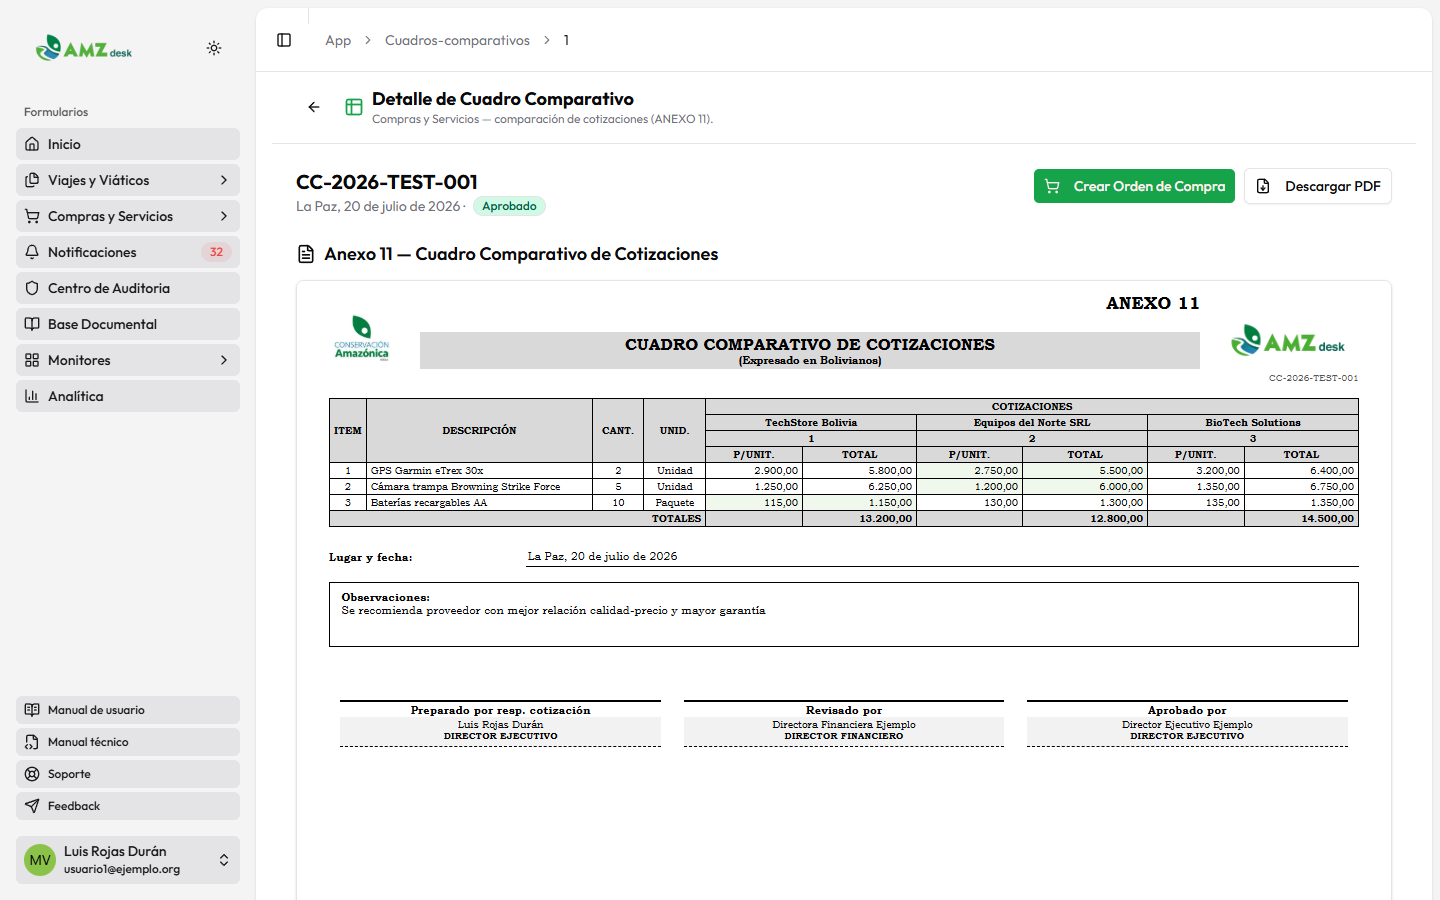 AMZ desk
Formularios
Inicio
Viajes y Viáticos
Compras y Servicios
Notificaciones 32
Centro de Auditoria
Base Documental
Monitores
Analítica
Manual de usuario
Manual técnico
Soporte
Feedback
MV
Luis Rojas Durán
usuario1@ejemplo.org
App > Cuadros-comparativos > 1
Detalle de Cuadro Comparativo
Compras y Servicios — comparación de cotizaciones (ANEXO 11).
CC-2026-TEST-001
La Paz, 20 de julio de 2026 · Aprobado
Crear Orden de Compra
Descargar PDF
Anexo 11 — Cuadro Comparativo de Cotizaciones
ANEXO 11
CONSERVACIÓN
Amazónica
CUADRO COMPARATIVO DE COTIZACIONES
(Expresado en Bolivianos)
AMZ desk
CC-2026-TEST-001
ITEM DESCRIPCIÓN CANT. UNID. COTIZACIONES
TechStore Bolivia Equipos del Norte SRL BioTech Solutions
1 2 3
P/UNIT. TOTAL P/UNIT. TOTAL P/UNIT. TOTAL
1 GPS Garmin eTrex 30x 2 Unidad 2.900,00 5.800,00 2.750,00 5.500,00 3.200,00 6.400,00
2 Cámara trampa Browning Strike Force 5 Unidad 1.250,00 6.250,00 1.200,00 6.000,00 1.350,00 6.750,00
3 Baterías recargables AA 10 Paquete 115,00 1.150,00 130,00 1.300,00 135,00 1.350,00
TOTALES 13.200,00 12.800,00 14.500,00
Lugar y fecha: La Paz, 20 de julio de 2026
Observaciones:
Se recomienda proveedor con mejor relación calidad-precio y mayor garantía
Preparado por resp. cotización
Luis Rojas Durán
DIRECTOR EJECUTIVO
Revisado por
Directora Financiera Ejemplo
DIRECTOR FINANCIERO
Aprobado por
Director Ejecutivo Ejemplo
DIRECTOR EJECUTIVO